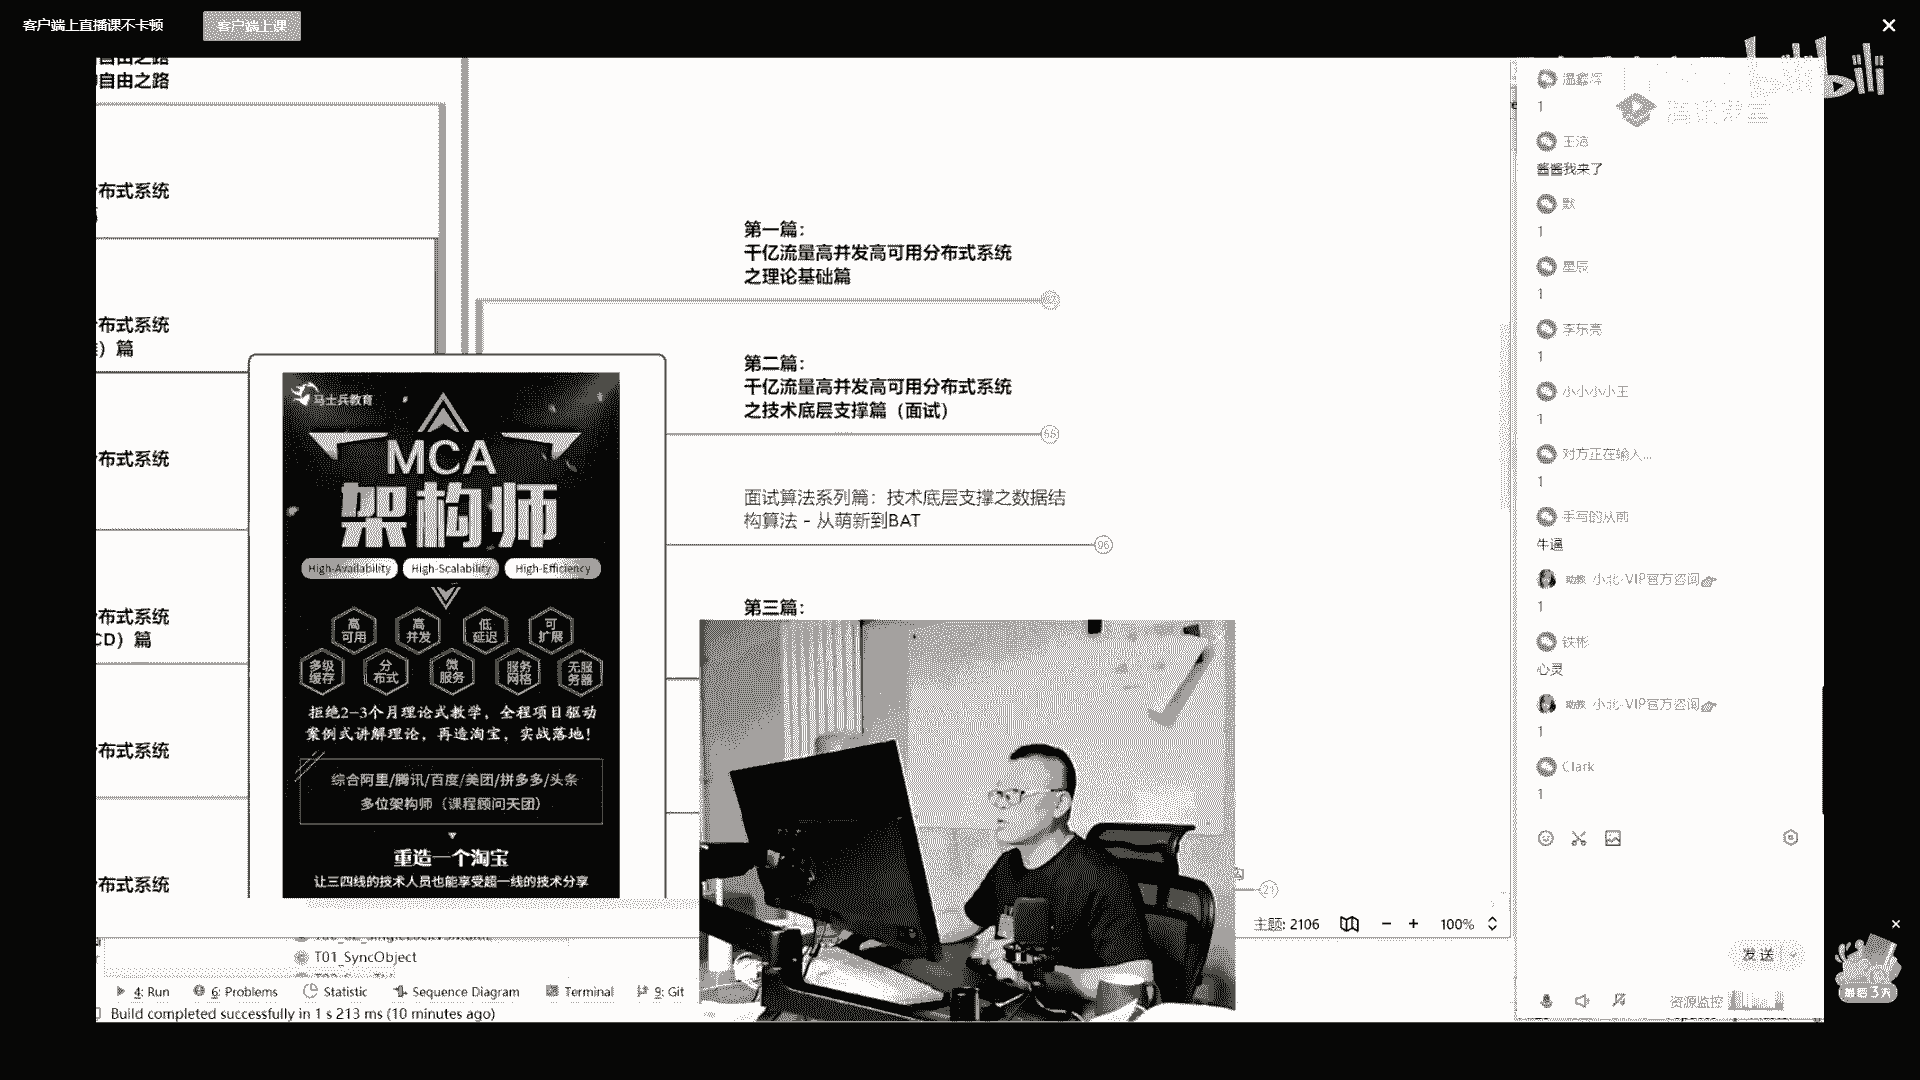 客户端上直播课不卡顿
客户端上课
bilibili
腾讯课堂
自由之路
自由之路
布式系统
布式系统
）篇
布式系统
布式系统
CD）篇
布式系统
布式系统
第一篇：
千亿流量高并发高可用分布式系统
之理论基础篇
第二篇：
千亿流量高并发高可用分布式系统
之技术底层支撑篇（面试）
65
面试算法系列篇：技术底层支撑之数据结
构算法 - 从萌新到BAT
96
第三篇：
21
马士兵教育
MCA
架构师
High-Availability
High-Scalability
High-Efficiency
高可用
高并发
低延迟
可扩展
多级缓存
分布式
微服务
服务网格
无服务器
拒绝2-3个月理论式教学，全程项目驱动
案例式讲解理论，再造淘宝，实战落地！
综合阿里/腾讯/百度/美团/拼多多/头条
多位架构师（课程顾问天团）
重造一个淘宝
让三四线的技术人员也能享受超一线的技术分享
主题: 2106
100%
T01_SyncObject
4: Run
6: Problems
Statistic
Sequence Diagram
Terminal
9: Git
Build completed successfully in 1 s 213 ms (10 minutes ago)
1
酱酱我来了
默
1
星辰
1
李东亮
1
小小小小王
1
对方正在输入...
1
手写的从前
牛逼
助教 小北-VIP官方咨询
1
铁彬
心灵
助教 小北-VIP官方咨询
1
Clark
1
发送
资源监控
最后3天